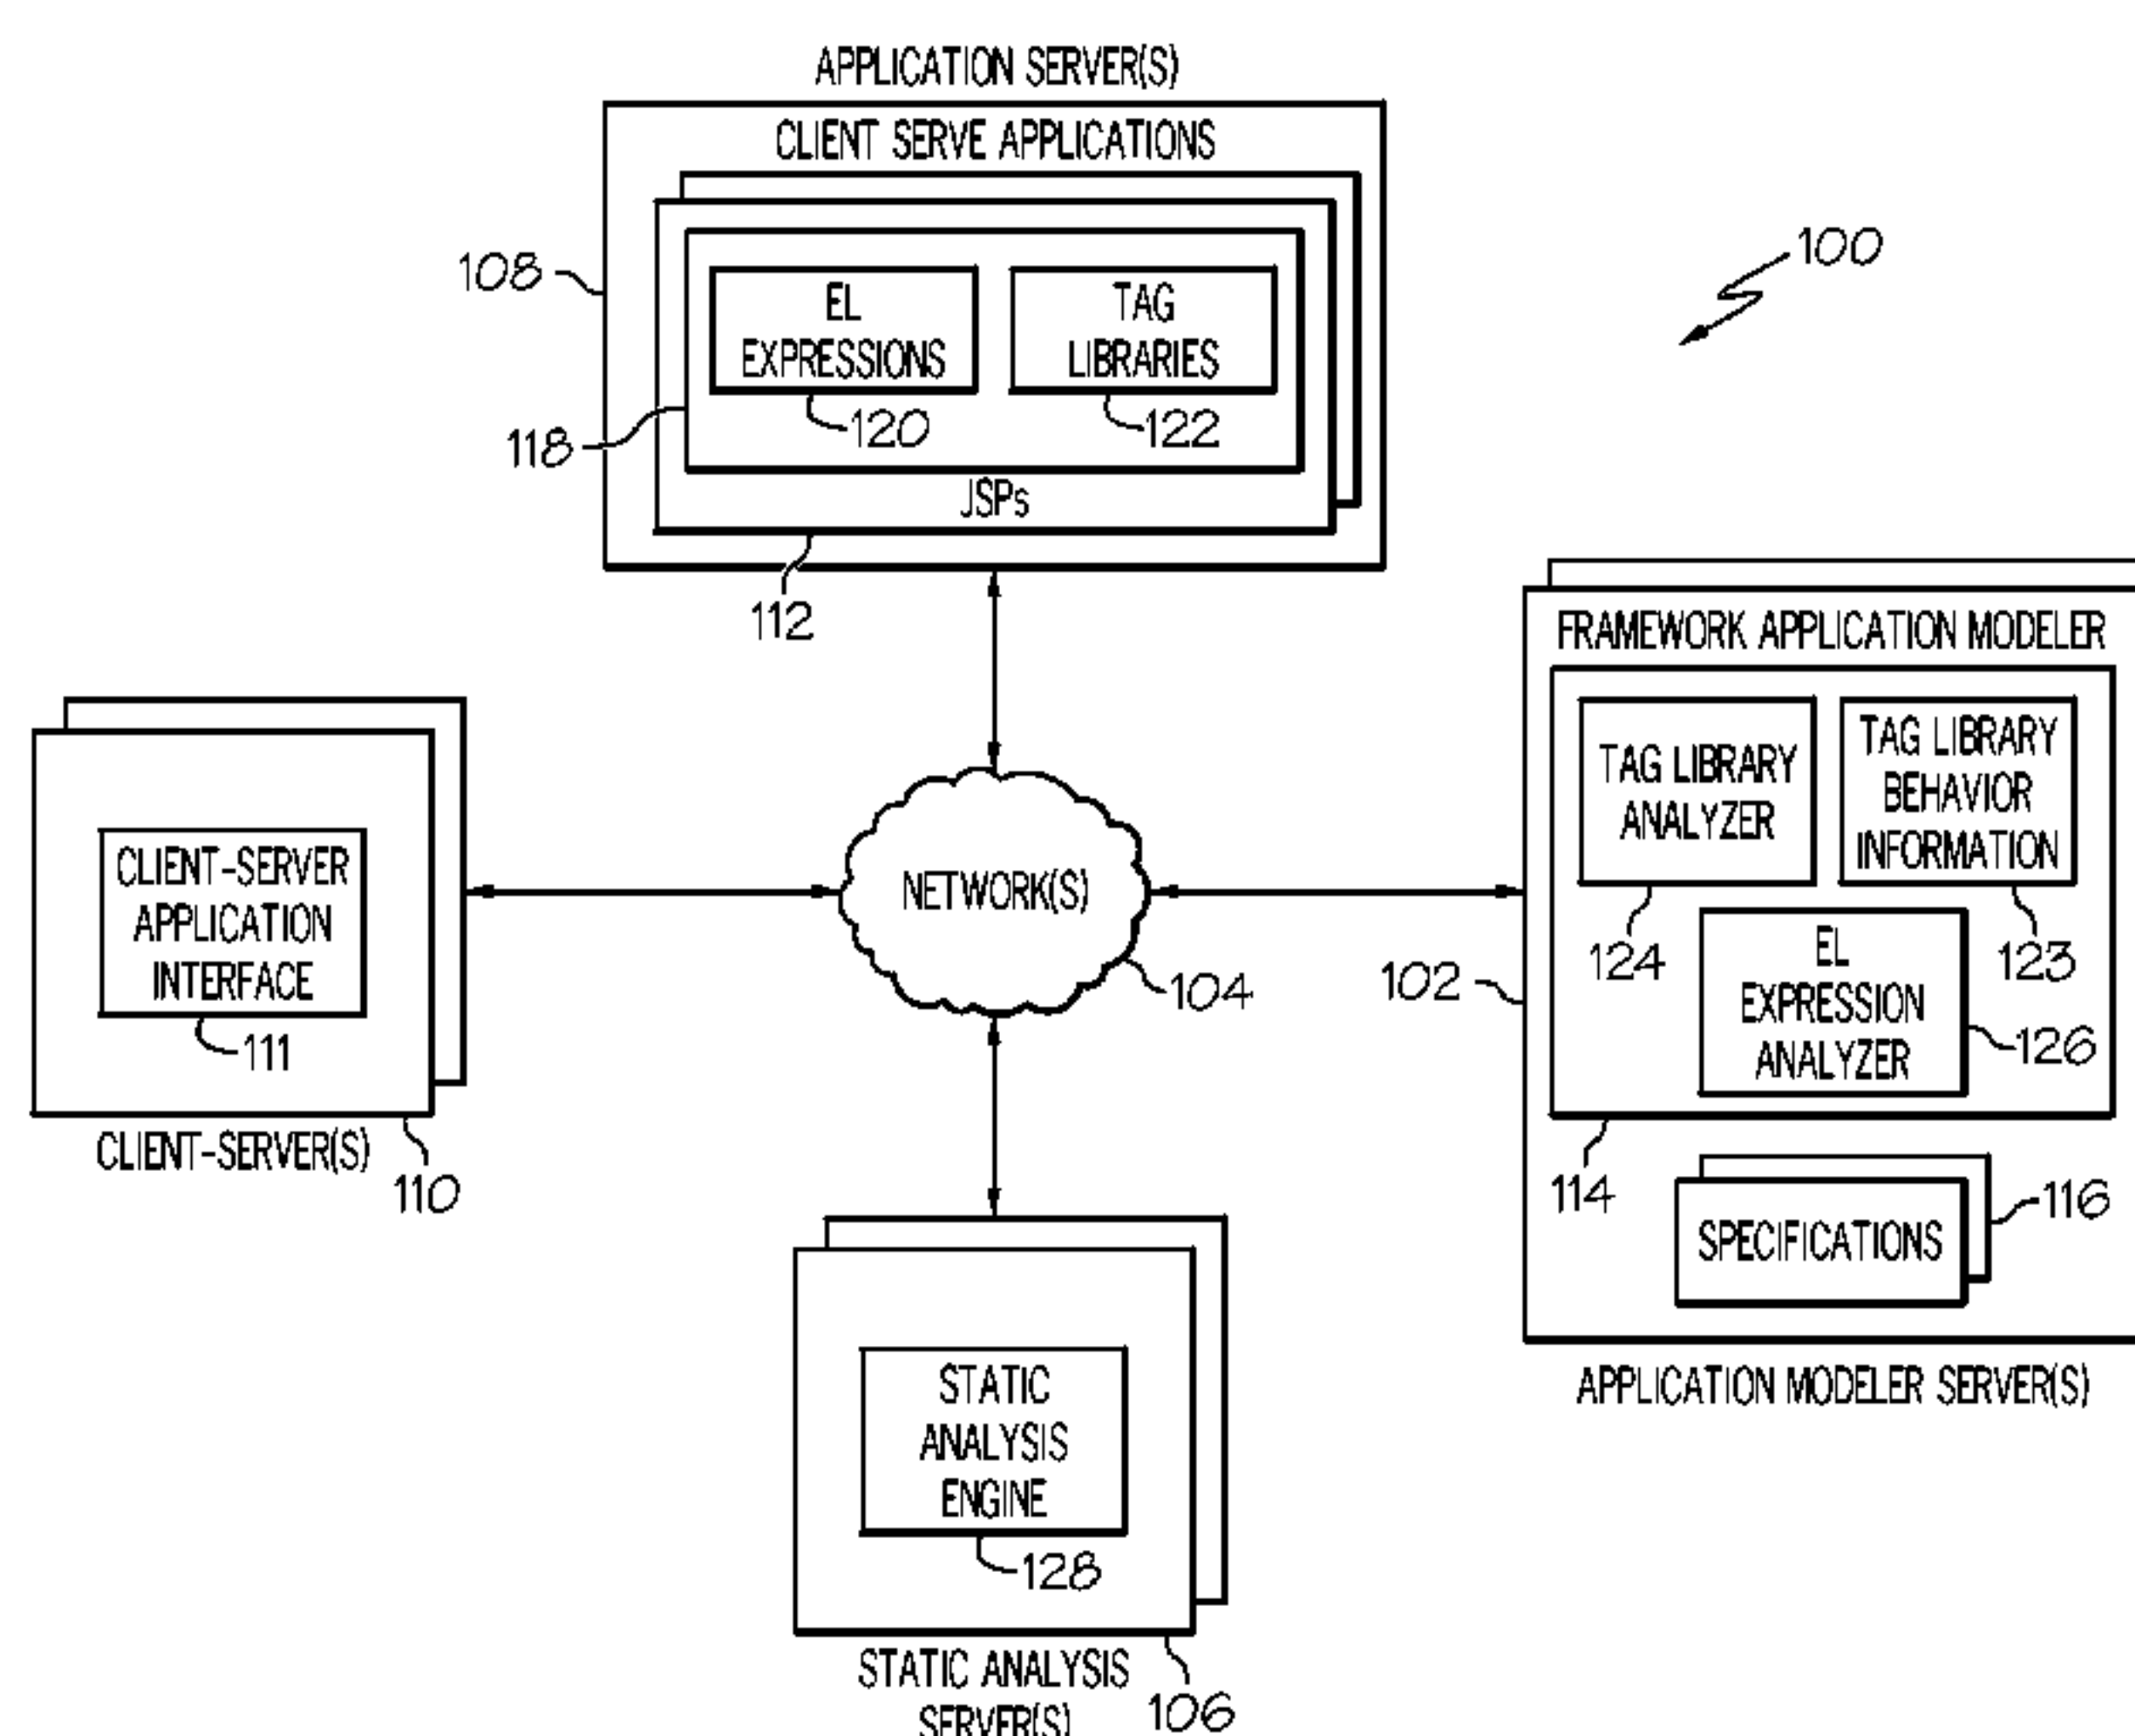 APPLICATION SERVER(S)
CLIENT SERVE APPLICATIONS
108
100
EL
EXPRESSIONS
TAG
LIBRARIES
120
122
118
JSPs
112
FRAMEWORK APPLICATION MODELER
TAG LIBRARY
ANALYZER
TAG LIBRARY
BEHAVIOR
INFORMATION
124
123
EL
EXPRESSION
ANALYZER
126
102
114
SPECIFICATIONS
116
APPLICATION MODELER SERVER(S)
CLIENT-SERVER
APPLICATION
INTERFACE
111
CLIENT-SERVER(S)
110
NETWORK(S)
104
STATIC
ANALYSIS
ENGINE
128
STATIC ANALYSIS
SERVER(S)
106